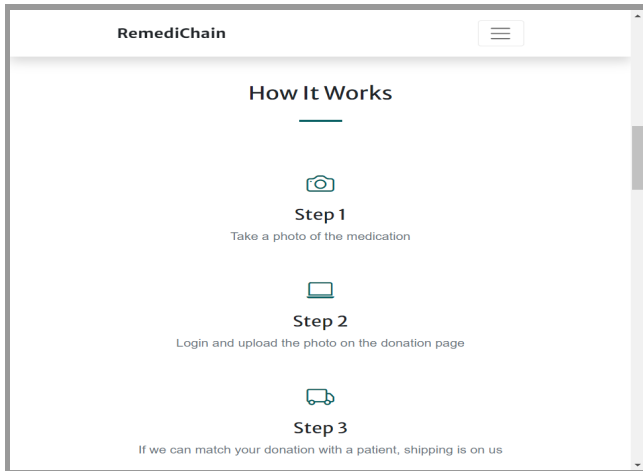 RemediChain
How It Works
Step 1
Take a photo of the medication
Step 2
Login and upload the photo on the donation page
Step 3
If we can match your donation with a patient, shipping is on us